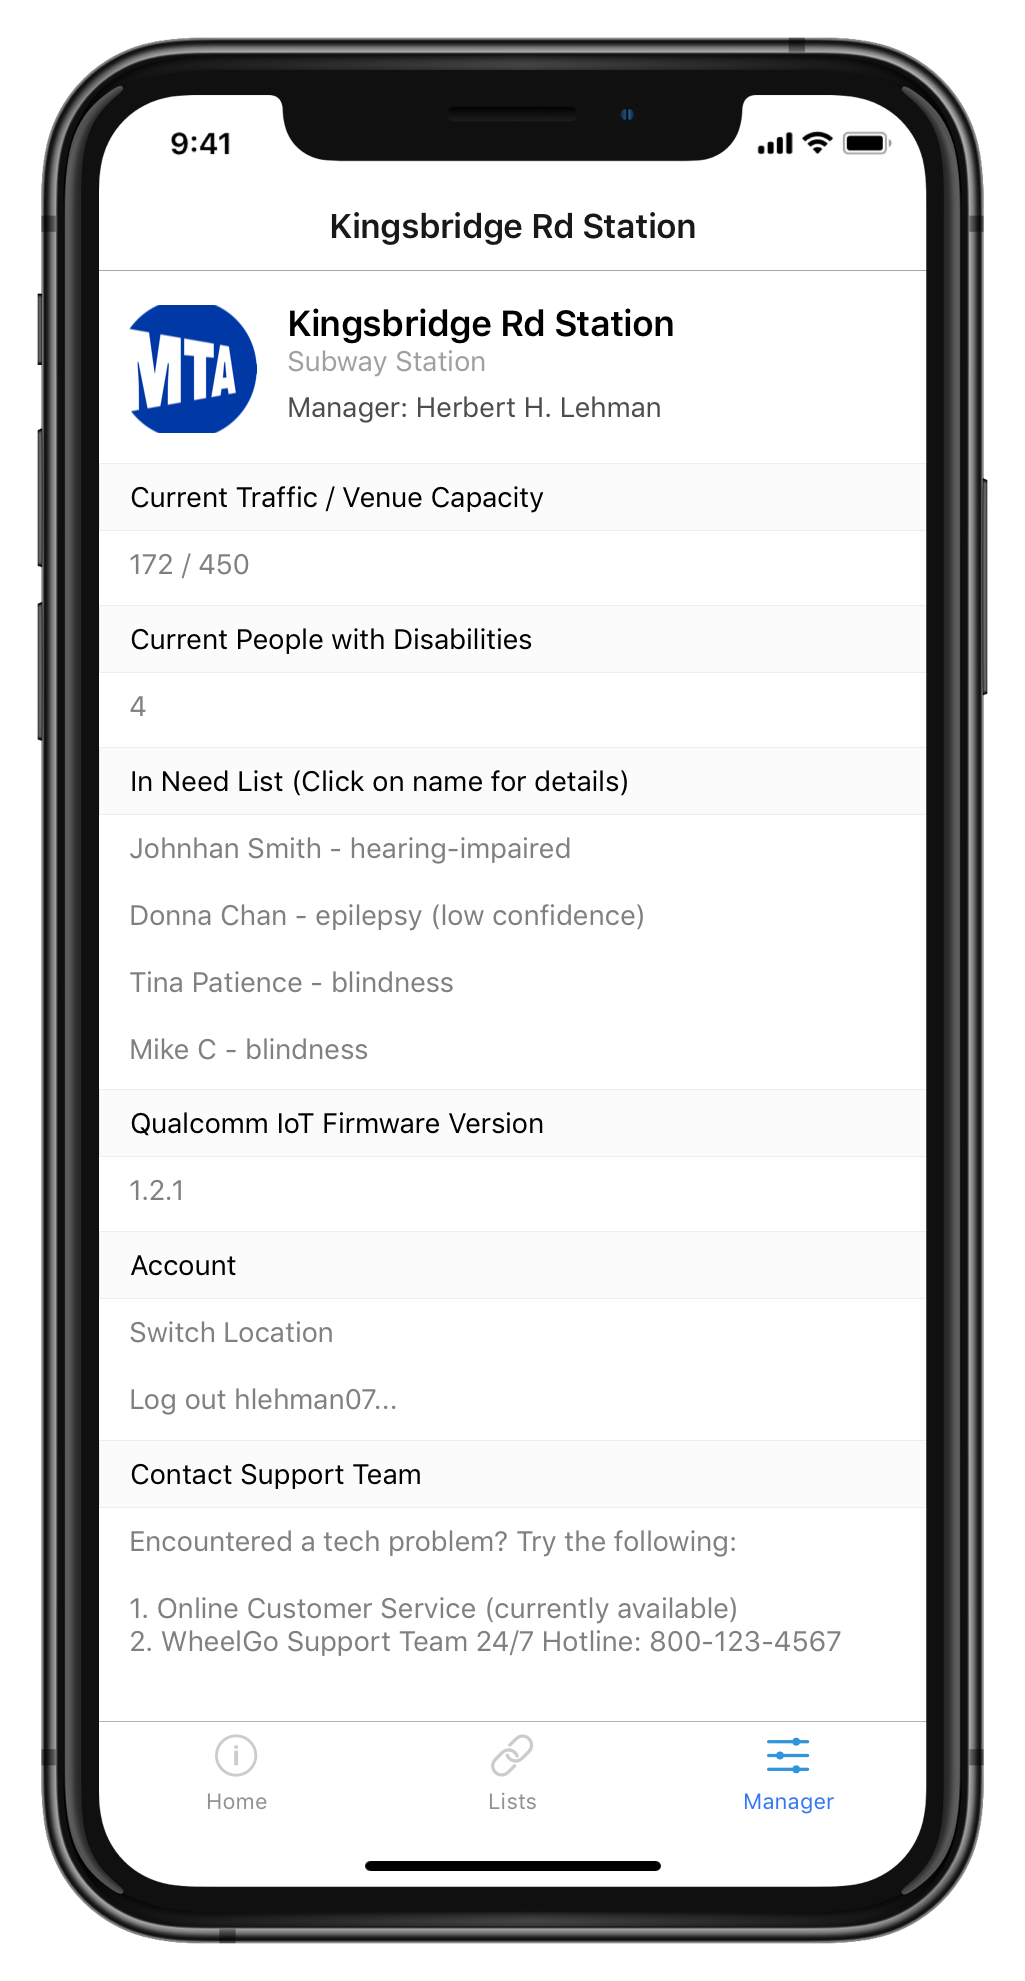 9:41
Kingsbridge Rd Station
MTA
Kingsbridge Rd Station
Subway Station
Manager: Herbert H. Lehman
Current Traffic / Venue Capacity
172 / 450
Current People with Disabilities
4
In Need List (Click on name for details)
Johnhan Smith - hearing-impaired
Donna Chan - epilepsy (low confidence)
Tina Patience - blindness
Mike C - blindness
Qualcomm IoT Firmware Version
1.2.1
Account
Switch Location
Log out hlehman07...
Contact Support Team
Encountered a tech problem? Try the following:
1. Online Customer Service (currently available)
2. WheelGo Support Team 24/7 Hotline: 800-123-4567
Home Lists Manager